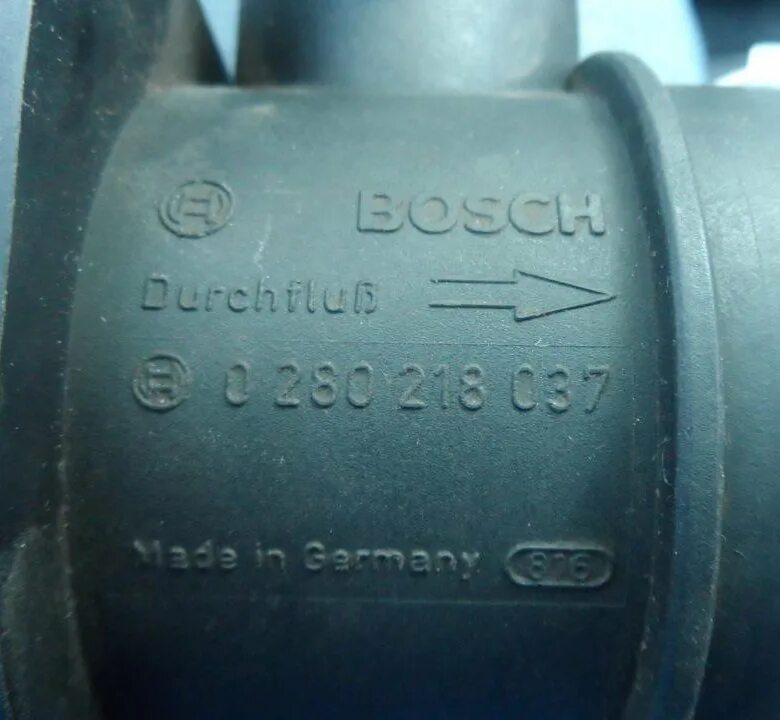 BOSCH
Durchfluß
0 280 218 037
Made in Germany 876